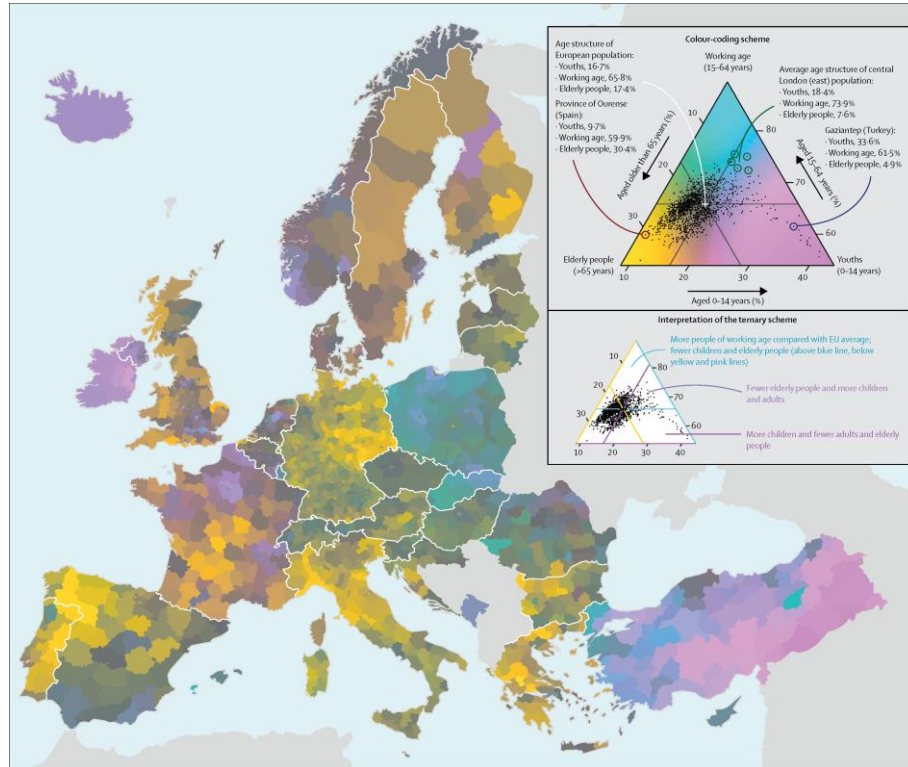 Colour-coding scheme
Age structure of
European population:
· Youths, 16·7%
· Working age, 65·8%
· Elderly people, 17·4%
Province of Ourense
(Spain):
· Youths, 9·7%
· Working age, 59·9%
· Elderly people, 30·4%
Working age
(15–64 years)
Average age structure of central
London (east) population:
· Youths, 18·4%
· Working age, 73·9%
· Elderly people, 7·6%
Gaziantep (Turkey):
· Youths, 33·6%
· Working age, 61·5%
· Elderly people, 4·9%
10
80
Aged older than 65 years (%)
Aged 15–64 years (%)
20
70
30
60
Elderly people
(>65 years)
Youths
(0–14 years)
10
20
30
40
Aged 0–14 years (%)
Interpretation of the ternary scheme
More people of working age compared with EU average;
fewer children and elderly people (above blue line, below
yellow and pink lines)
10
80
20
Fewer elderly people and more children
and adults
70
30
60
More children and fewer adults and elderly
people
10
20
30
40